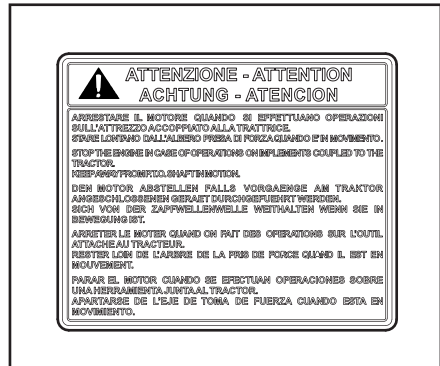 ATTENZIONE - ATTENTION
ACHTUNG - ATENCION
ARRESTARE IL MOTORE QUANDO SI EFFETTUANO OPERAZIONI
SULL'ATTREZZO ACCOPPIATO ALLA TRATTRICE.
STARE LONTANO DALL'ALBERO PRESA DI FORZA QUANDO E' IN MOVIMENTO.
STOP THE ENGINE IN CASE OF OPERATIONS ON IMPLEMENTS COUPLED TO THE
TRACTOR.
KEEP AWAY FROM P.T.O. SHAFT IN MOTION.
DEN MOTOR ABSTELLEN FALLS VORGAENGE AM TRAKTOR
ANGESCHLOSSENEN GERAET DURCHGEFUEHRT WERDEN.
SICH VON DER ZAPFWELLENWELLE WEITHALTEN WENN SIE IN
BEWEGUNG IST.
ARRETER LE MOTER QUAND ON FAIT DES OPERATIONS SUR L'OUTIL
ATTACHE AU TRACTEUR.
RESTER LOIN DE L'ARBRE DE LA PRIS DE FORCE QUAND IL EST EN
MOUVEMENT.
PARAR EL MOTOR CUANDO SE EFECTUAN OPERACIONES SOBRE
UNA HERRAMIENTA JUNTA AL TRACTOR.
APARTARSE DE L'EJE DE TOMA DE FUERZA CUANDO ESTA EN
MOVIMIENTO.